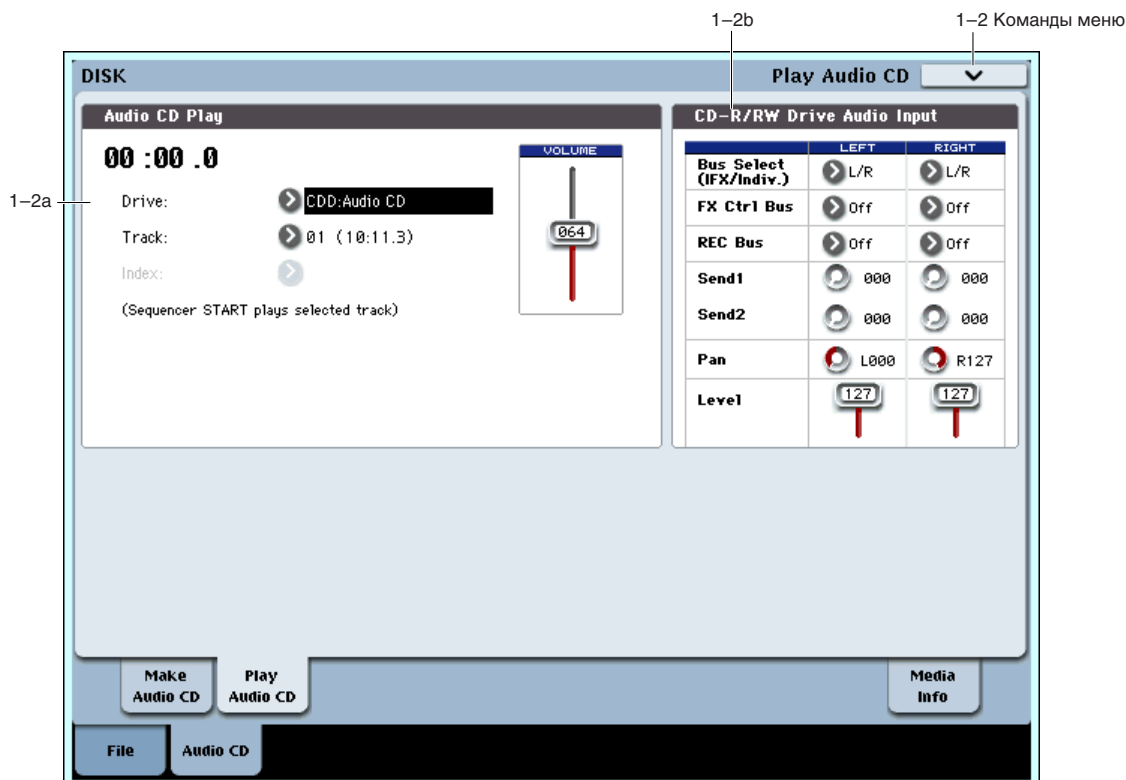 1–2b
1–2 Команды меню
DISK
Play Audio CD
Audio CD Play
00 :00 .0
VOLUME
1–2a
Drive:
CDD:Audio CD
064
Track:
01 (10:11.3)
Index:
(Sequencer START plays selected track)
CD-R/RW Drive Audio Input
LEFT RIGHT
Bus Select
(IFX/Indiv.)
L/R L/R
FX Ctrl Bus Off Off
REC Bus Off Off
Send1 000 000
Send2 000 000
Pan L000 R127
Level 127 127
Make
Audio CD
Play
Audio CD
Media
Info
File
Audio CD